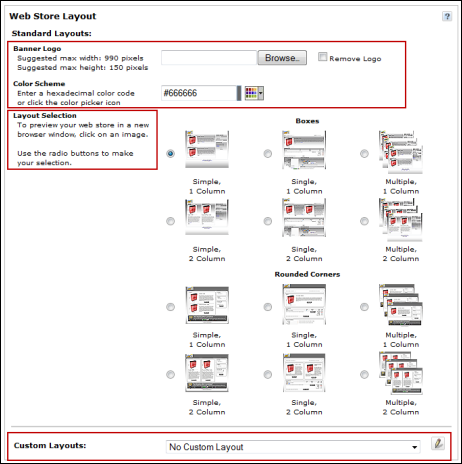 Web Store Layout
?
Standard Layouts:
Banner Logo
Suggested max width: 990 pixels
Suggested max height: 150 pixels
Browse..
Remove Logo
Color Scheme
Enter a hexadecimal color code
or click the color picker icon
#666666
Layout Selection
To preview your web store in a new
browser window, click on an image.
Use the radio buttons to make
your selection.
Boxes
Simple,
1 Column
Single,
1 Column
Multiple,
1 Column
Simple,
2 Column
Single,
2 Column
Multiple,
2 Column
Rounded Corners
Simple,
1 Column
Single,
1 Column
Multiple,
1 Column
Simple,
2 Column
Single,
2 Column
Multiple,
2 Column
Custom Layouts:
No Custom Layout